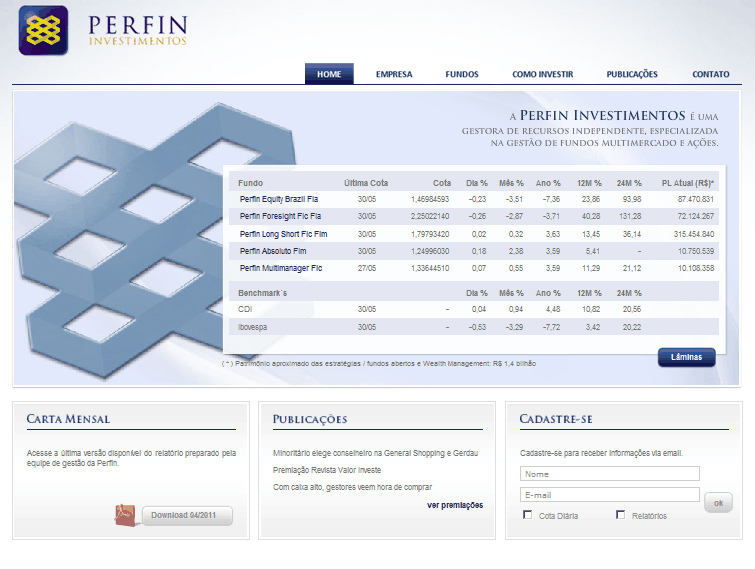 PERFIN
INVESTIMENTOS
HOME EMPRESA FUNDOS COMO INVESTIR PUBLICAÇÕES CONTATO
A PERFIN INVESTIMENTOS É UMA
GESTORA DE RECURSOS INDEPENDENTE, ESPECIALIZADA
NA GESTÃO DE FUNDOS MULTIMERCADO E AÇÕES.
Fundo Última Cota Cota Dia % Mês % Ano % 12M % 24M % PL Atual (R$)*
Perfin Equity Brazil Fia 30/05 1,46984593 -0,23 -3,51 -7,36 23,86 93,98 87.470.831
Perfin Foresight Fic Fia 30/05 2,25022140 -0,26 -2,87 -3,71 40,28 131,28 72.124.267
Perfin Long Short Fic Fim 30/05 1,79793420 0,02 0,32 3,63 13,45 36,14 315.454.840
Perfin Absoluto Fim 30/05 1,24996030 0,18 2,38 3,59 5,41 - 10.750.539
Perfin Multimanager Fic 27/05 1,33644510 0,07 0,55 3,59 11,29 21,12 10.108.358
Benchmark´s Dia % Mês % Ano % 12M % 24M %
CDI 30/05 - 0,04 0,94 4,48 10,82 20,56
Ibovespa 30/05 - -0,53 -3,29 -7,72 3,42 20,22
Lâminas
( * ) Patrimônio aproximado das estratégias / fundos abertos e Wealth Management: R$ 1,4 bilhão
CARTA MENSAL
Acesse a última versão disponível do relatório preparado pela
equipe de gestão da Perfin.
Download 04/2011
PUBLICAÇÕES
Minoritário elege conselheiro na General Shopping e Gerdau
Premiação Revista Valor Investe
Com caixa alto, gestores veem hora de comprar
ver premiações
CADASTRE-SE
Cadastre-se para receber informações via email.
Nome
E-mail
ok
Cota Diária Relatórios